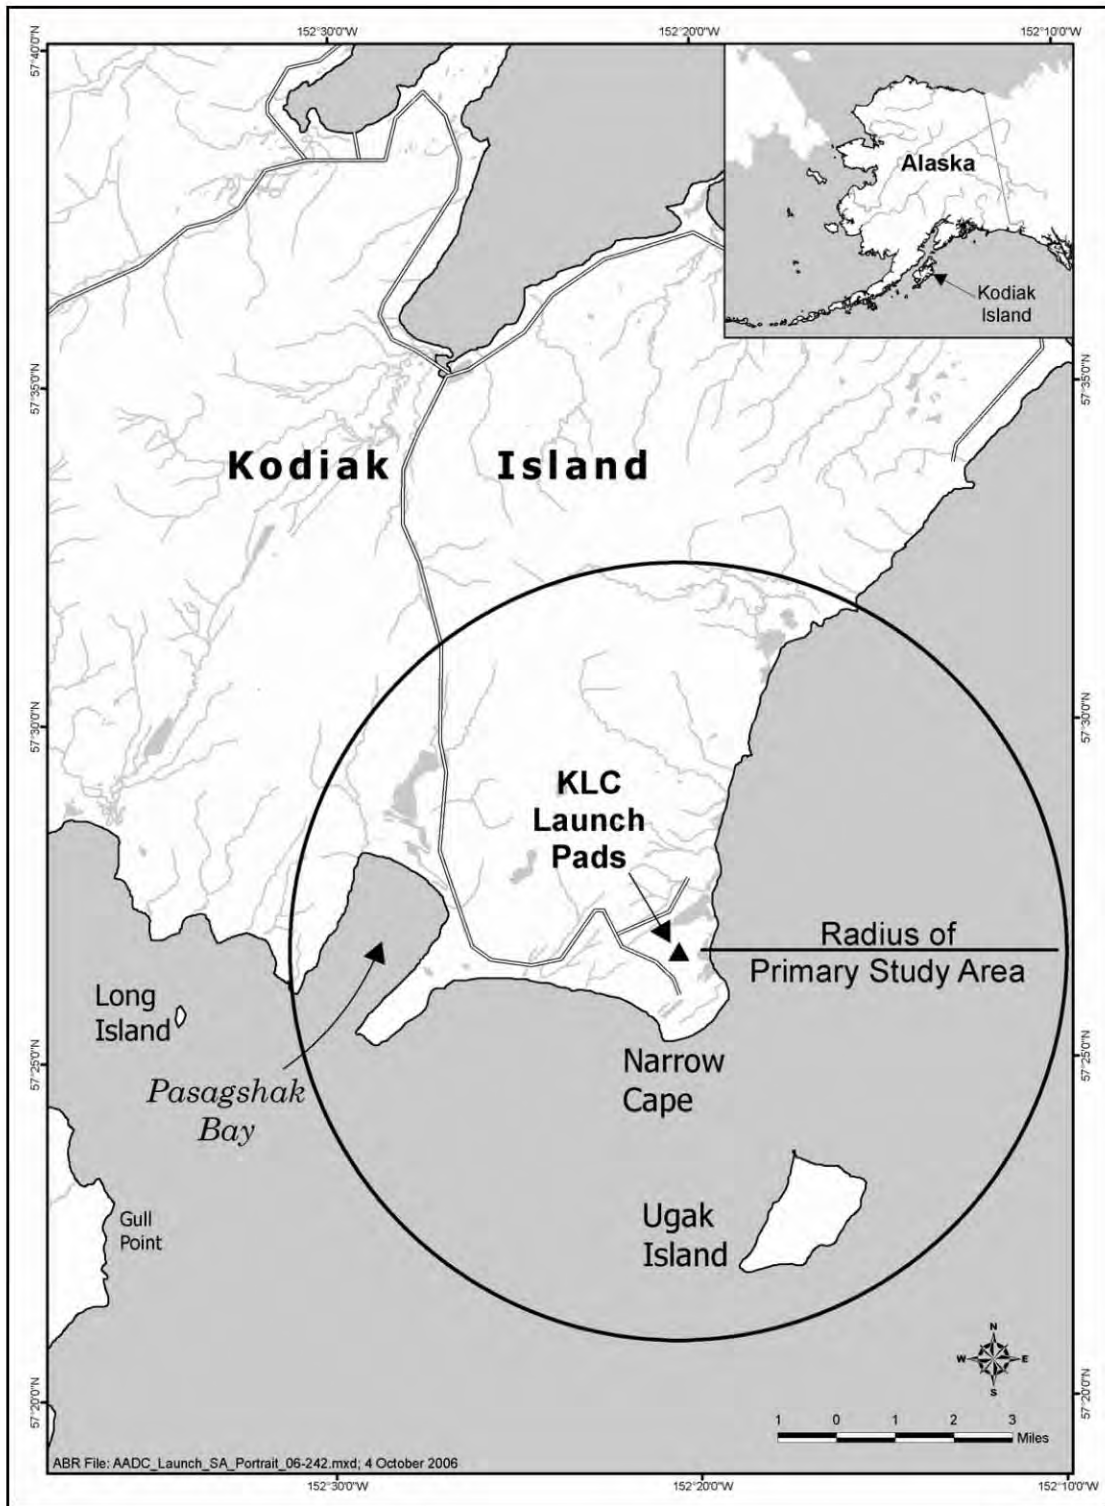 152°30'0"W
152°20'0"W
152°10'0"W
57°40'0"N
57°40'0"N
Alaska
Kodiak
Island
57°35'0"N
57°35'0"N
Kodiak Island
57°30'0"N
57°30'0"N
KLC
Launch
Pads
Radius of
Primary Study Area
Long
Island
Narrow
Cape
57°25'0"N
57°25'0"N
Pasagshak
Bay
Gull
Point
Ugak
Island
N
W
E
S
57°20'0"N
57°20'0"N
1 0 1 2 3
Miles
ABR File: AADC_Launch_SA_Portrait_06-242.mxd; 4 October 2006
152°30'0"W
152°20'0"W
152°10'0"W